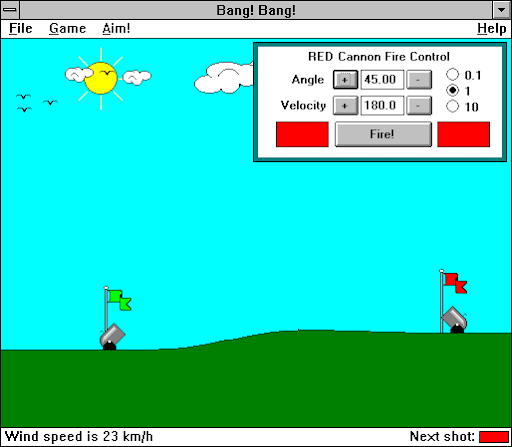 Bang! Bang!
File Game Aim! Help
RED Cannon Fire Control
Angle + 45.00 - 0.1
1
Velocity + 180.0 - 10
Fire!
Wind speed is 23 km/h Next shot: